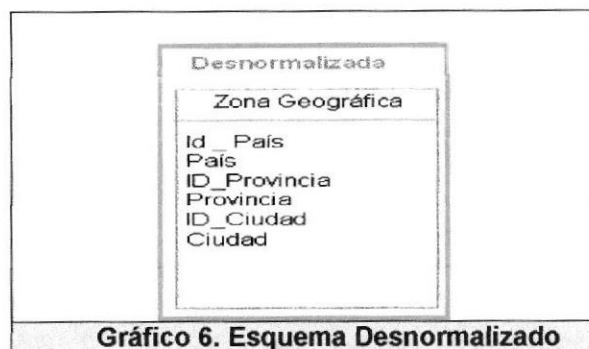 Desnormalizada
Zona Geográfica
Id _ País
País
ID_Provincia
Provincia
ID_Ciudad
Ciudad
Gráfico 6. Esquema Desnormalizado